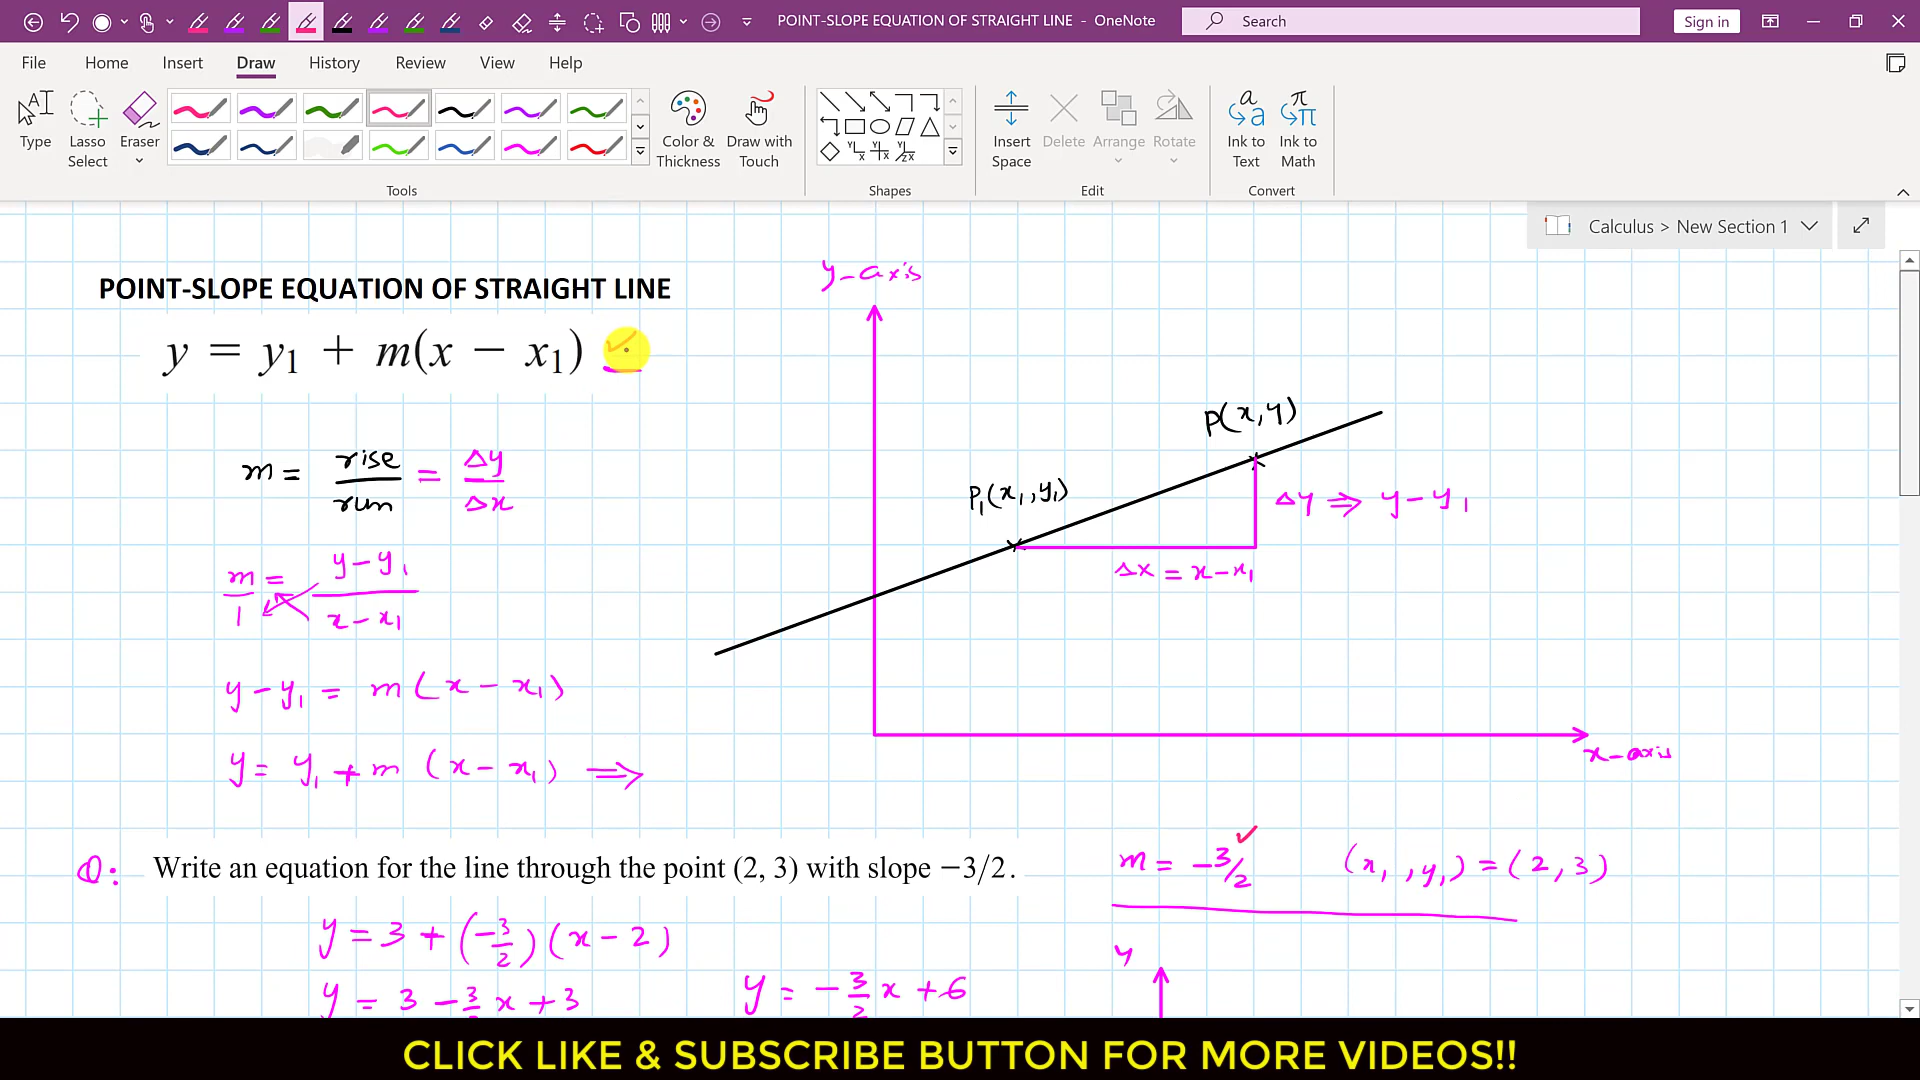 POINT-SLOPE EQUATION OF STRAIGHT LINE - OneNote
Search
Sign in
File Home Insert Draw History Review View Help
Type
Lasso Select
Eraser
Color & Thickness
Draw with Touch
Insert Space
Delete
Arrange
Rotate
Ink to Text
Ink to Math
Tools
Shapes
Edit
Convert
Calculus > New Section 1
POINT-SLOPE EQUATION OF STRAIGHT LINE
y = y₁ + m(x − x₁) ✓
m = rise/run = Δy/Δx
m/1 = (y-y₁)/(x-x₁)
y-y₁ = m(x-x₁)
y = y₁ + m(x-x₁) ⇒
y-axis
P(x,y)
P₁(x₁,y₁)
Δy ⇒ y-y₁
Δx = x-x₁
x-axis
Q: Write an equation for the line through the point (2, 3) with slope −3/2.
m = -3/2 ✓ (x₁,y₁) = (2,3)
y = 3 + (-3/2)(x-2)
y = 3 - 3/2 x + 3
y = -3/2 x + 6
y
CLICK LIKE & SUBSCRIBE BUTTON FOR MORE VIDEOS!!